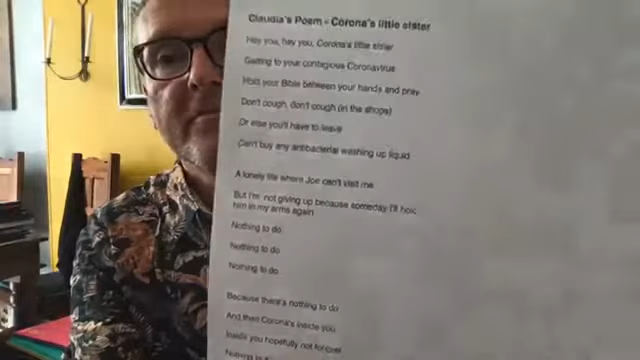 Claudia's Poem - Corona's little sister
Hey you, hey you, Corona's little sister
Getting to your contagious Coronavirus
Hold your Bible between your hands and pray
Don't cough, don't cough (in the shops)
Or else you'll have to leave
Can't buy any antibacterial washing up liquid
A lonely life where Joe can't visit me
But I'm not giving up because someday I'll hold
him in my arms again
Nothing to do
Nothing to do
Nothing to do
Because there's nothing to do
And then Corona's inside you
Inside you hopefully not forever